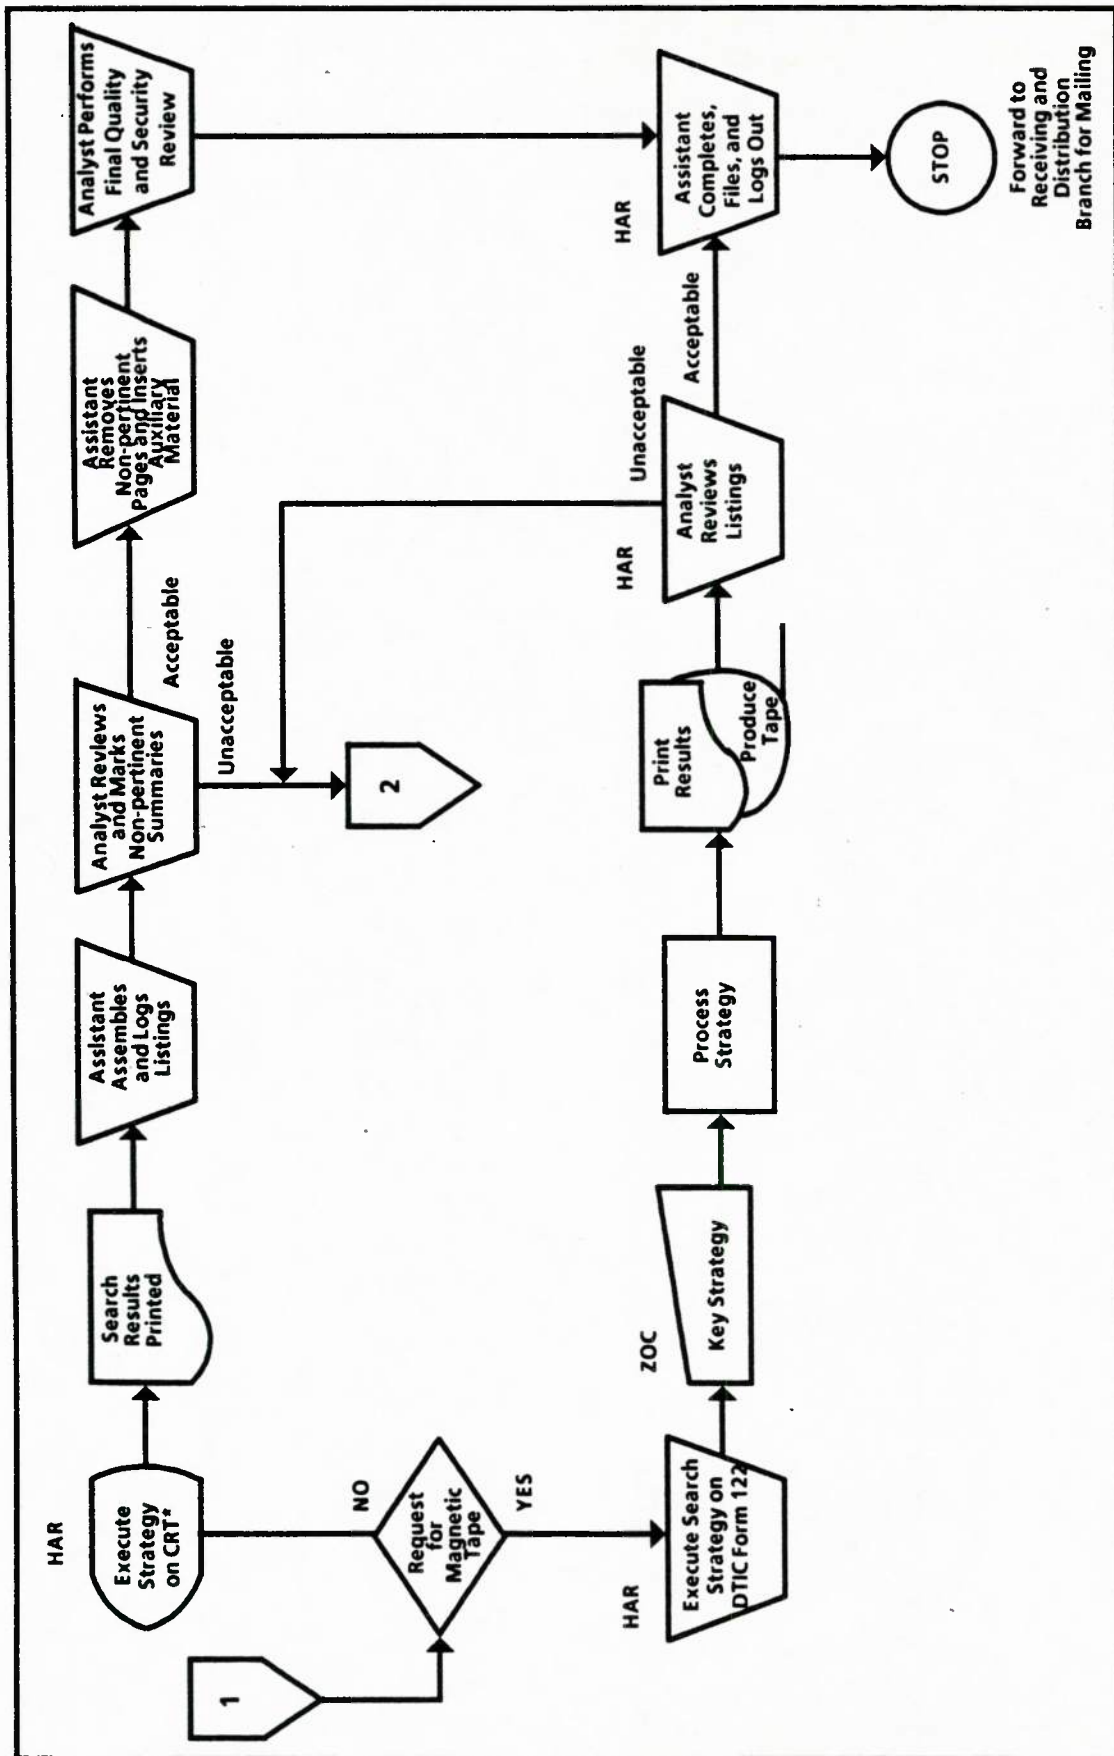 1
Request
for
Magnetic
Tape
NO
YES
HAR
Execute
Strategy
on CRT*
Search
Results
Printed
Assistant
Assembles
and Logs
Listings
Analyst Reviews
and Marks
Non-pertinent
Summaries
Acceptable
Unacceptable
2
Assistant
Removes
Non-pertinent
Pages and Inserts
Auxiliary
Material
Analyst Performs
Final Quality
and Security
Review
HAR
Execute Search
Strategy on
DTIC Form 122
ZOC
Key Strategy
Process
Strategy
Print
Results
Produce
Tape
HAR
Analyst
Reviews
Listings
Unacceptable
Acceptable
HAR
Assistant
Completes,
Files, and
Logs Out
STOP
Forward to
Receiving and
Distribution
Branch for Mailing